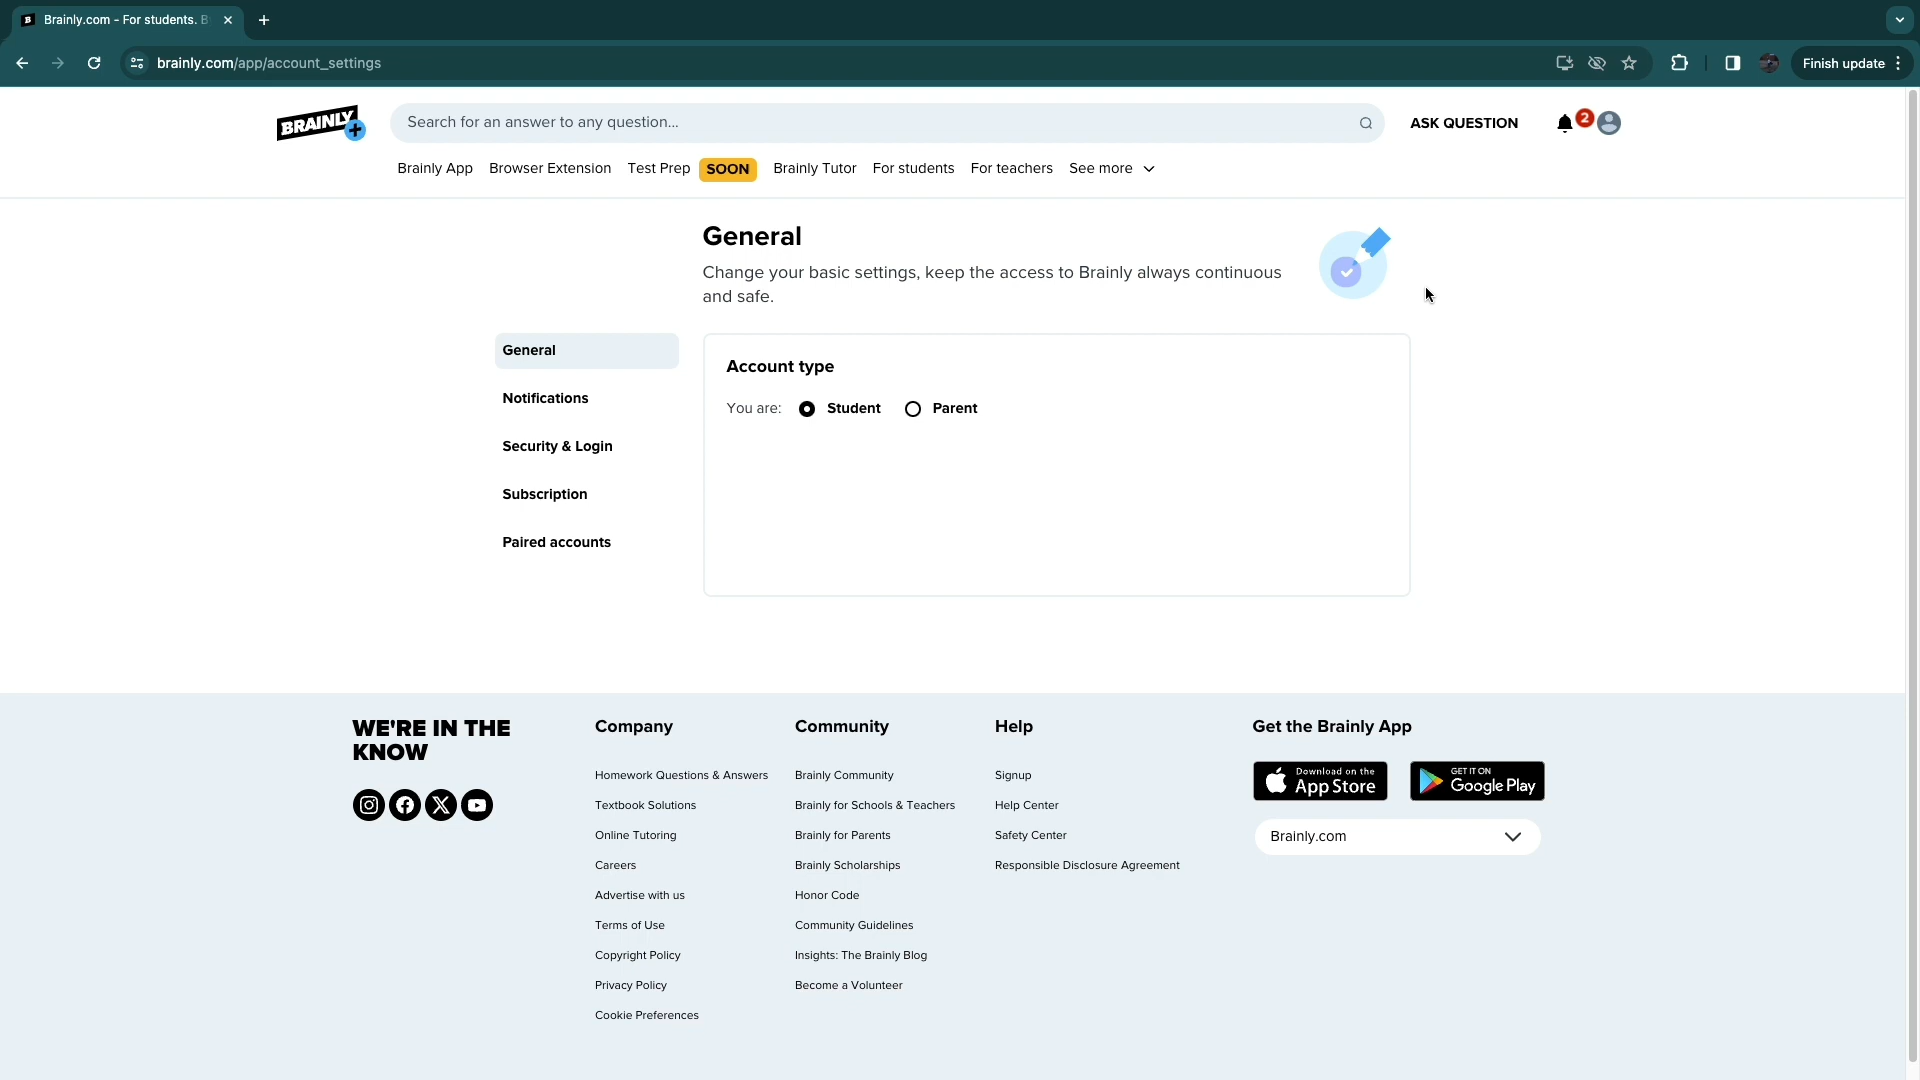 Brainly.com - For students. B
brainly.com/app/account_settings
Finish update
BRAINLY
Search for an answer to any question...
ASK QUESTION
2
Brainly App
Browser Extension
Test Prep
SOON
Brainly Tutor
For students
For teachers
See more
General
Change your basic settings, keep the access to Brainly always continuous
and safe.
General
Notifications
Security & Login
Subscription
Paired accounts
Account type
You are:
Student
Parent
WE'RE IN THE
KNOW
Company
Homework Questions & Answers
Textbook Solutions
Online Tutoring
Careers
Advertise with us
Terms of Use
Copyright Policy
Privacy Policy
Cookie Preferences
Community
Brainly Community
Brainly for Schools & Teachers
Brainly for Parents
Brainly Scholarships
Honor Code
Community Guidelines
Insights: The Brainly Blog
Become a Volunteer
Help
Signup
Help Center
Safety Center
Responsible Disclosure Agreement
Get the Brainly App
Download on the
App Store
GET IT ON
Google Play
Brainly.com